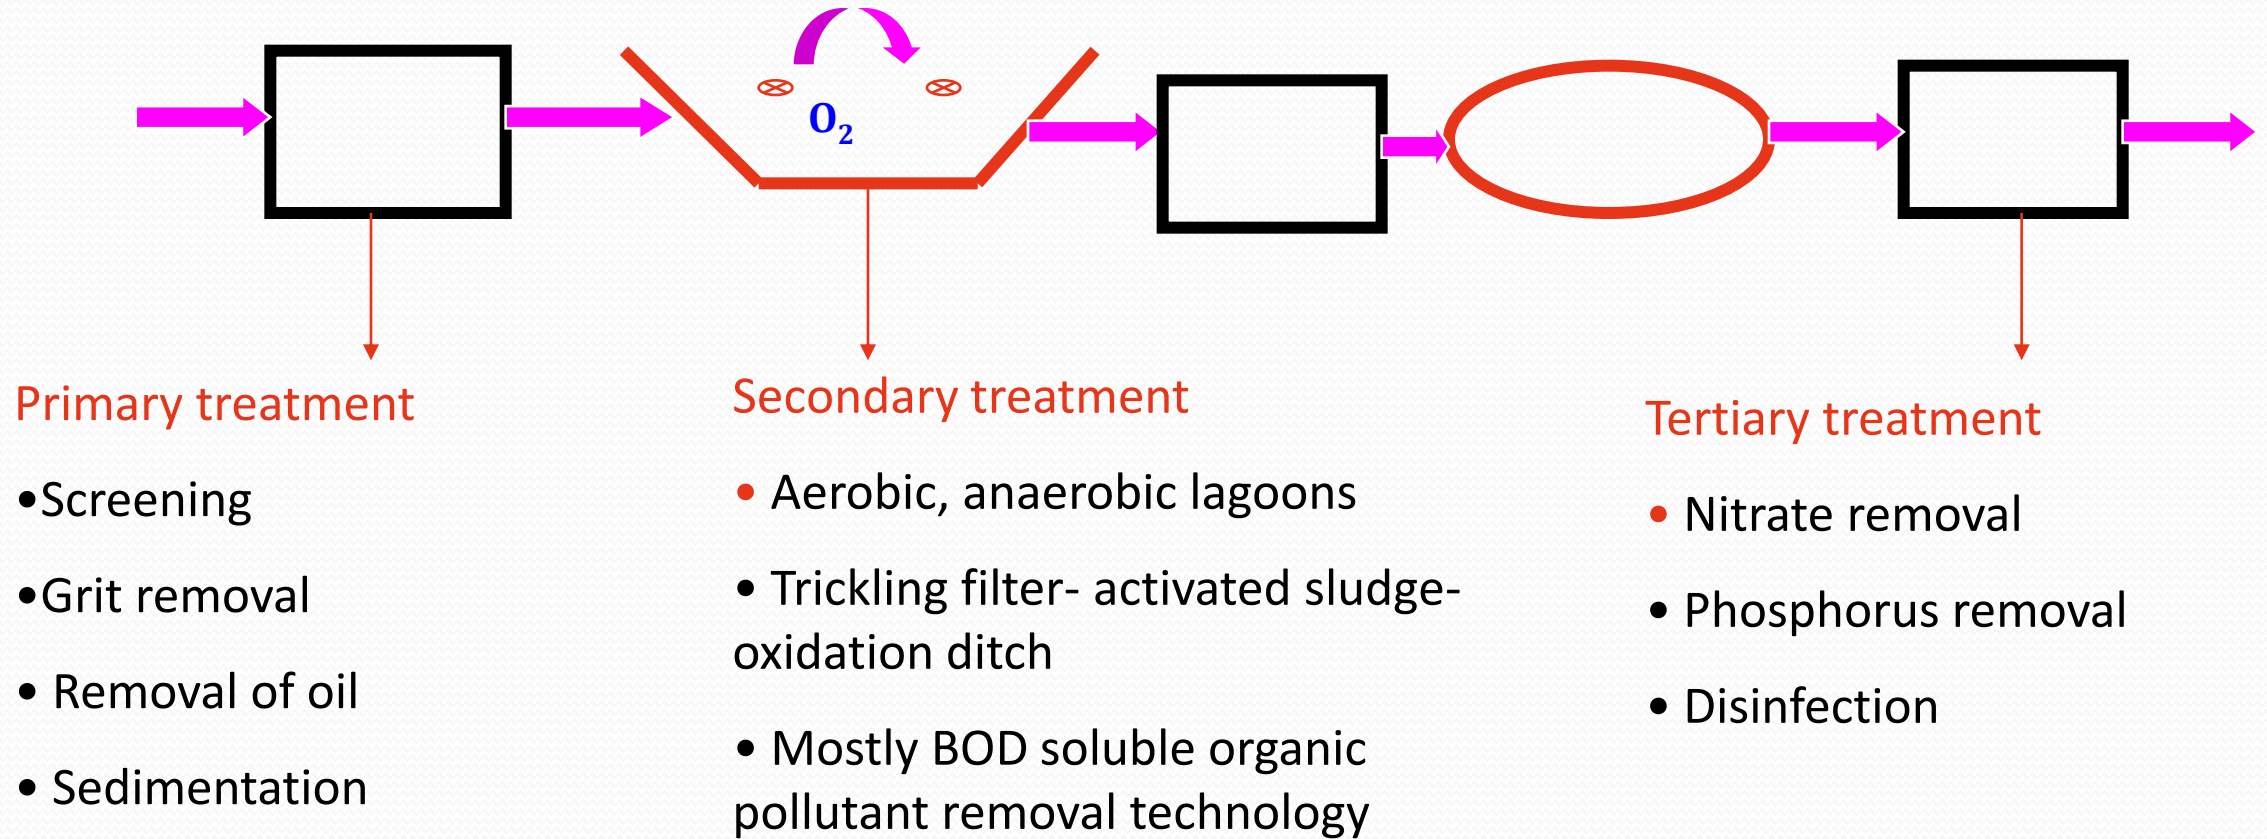 O₂
Primary treatment
•Screening
•Grit removal
• Removal of oil
• Sedimentation
Secondary treatment
• Aerobic, anaerobic lagoons
• Trickling filter- activated sludge-
oxidation ditch
• Mostly BOD soluble organic
pollutant removal technology
Tertiary treatment
• Nitrate removal
• Phosphorus removal
• Disinfection